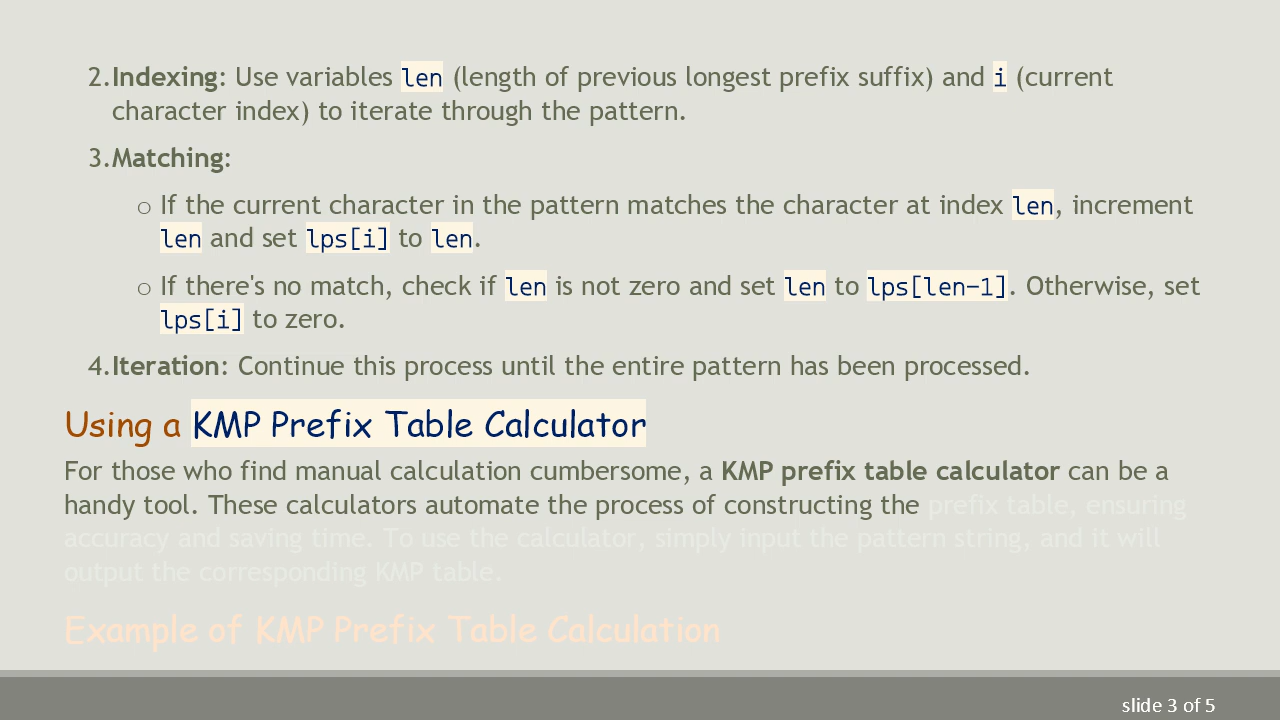 2.Indexing: Use variables len (length of previous longest prefix suffix) and i (current
character index) to iterate through the pattern.
3.Matching:
o If the current character in the pattern matches the character at index len, increment
len and set lps[i] to len.
o If there's no match, check if len is not zero and set len to lps[len-1]. Otherwise, set
lps[i] to zero.
4.Iteration: Continue this process until the entire pattern has been processed.
Using a KMP Prefix Table Calculator
For those who find manual calculation cumbersome, a KMP prefix table calculator can be a
handy tool. These calculators automate the process of constructing the prefix table, ensuring
accuracy and saving time. To use the calculator, simply input the pattern string, and it will
output the corresponding KMP table.
Example of KMP Prefix Table Calculation
slide 3 of 5